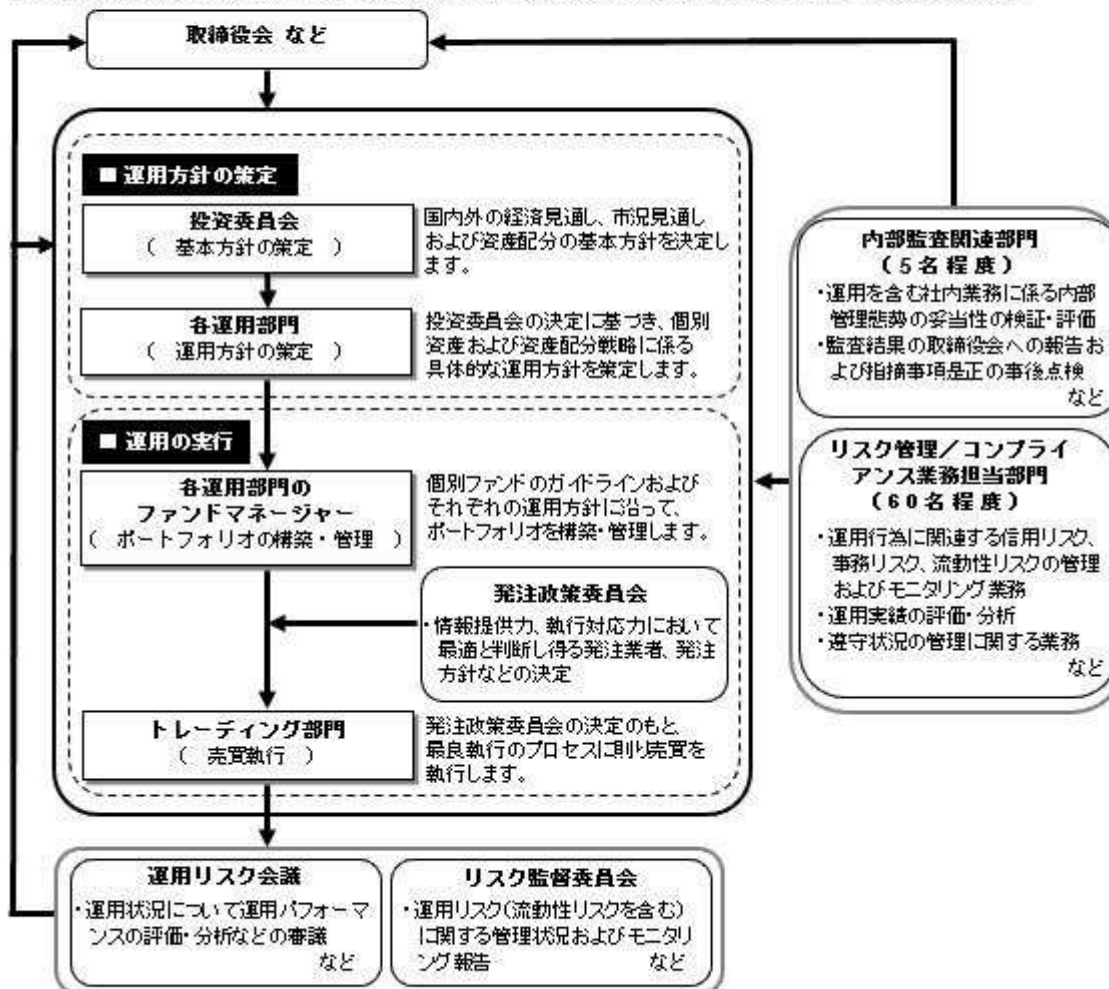 取締役会 など
■ 運用方針の策定
投資委員会
( 基本方針の策定 )
国内外の経済見通し、市況見通し
および資産配分の基本方針を決定し
ます。
各運用部門
( 運用方針の策定 )
投資委員会の決定に基づき、個別
資産および資産配分戦略に係る
具体的な運用方針を策定します。
■ 運用の実行
各運用部門の
ファンドマネージャー
( ポートフォリオの構築・管理 )
個別ファンドのガイドラインおよび
それぞれの運用方針に沿って、
ポートフォリオを構築・管理します。
発注政策委員会
・情報提供力、執行対応力において
最適と判断し得る発注業者、発注
方針などの決定
トレーディング部門
( 売買執行 )
発注政策委員会の決定のもと、
最良執行のプロセスに則り売買を
執行します。
内部監査関連部門
(5名程度)
・運用を含む社内業務に係る内部
管理態勢の妥当性の検証・評価
・監査結果の取締役会への報告お
よび指摘事項是正の事後点検
など
リスク管理/コンプライ
アンス業務担当部門
(60名程度)
・運用行為に関連する信用リスク、
事務リスク、流動性リスクの管理
およびモニタリング業務
・運用実績の評価・分析
・遵守状況の管理に関する業務
など
運用リスク会議
・運用状況について運用パフォーマ
ンスの評価・分析などの審議
など
リスク監督委員会
・運用リスク(流動性リスクを含む)
に関する管理状況およびモニタリ
ング報告 など